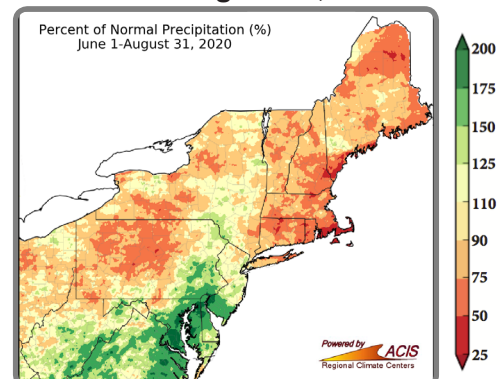 Percent of Normal Precipitation (%)
June 1-August 31, 2020
200
175
150
125
110
90
75
50
25
Powered by
ACIS
Regional Climate Centers